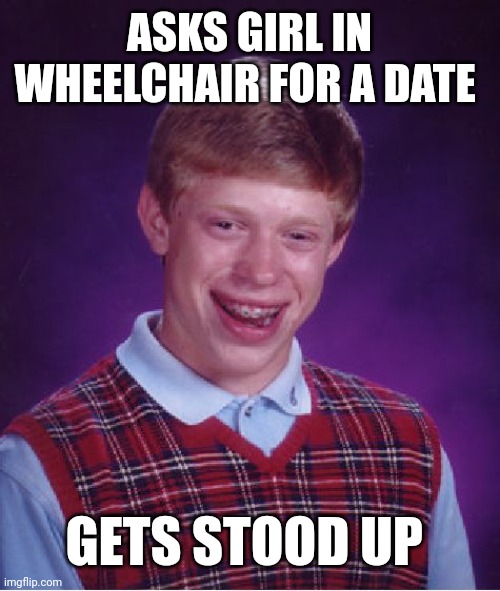 ASKS GIRL IN
WHEELCHAIR FOR A DATE
GETS STOOD UP
imgflip.com